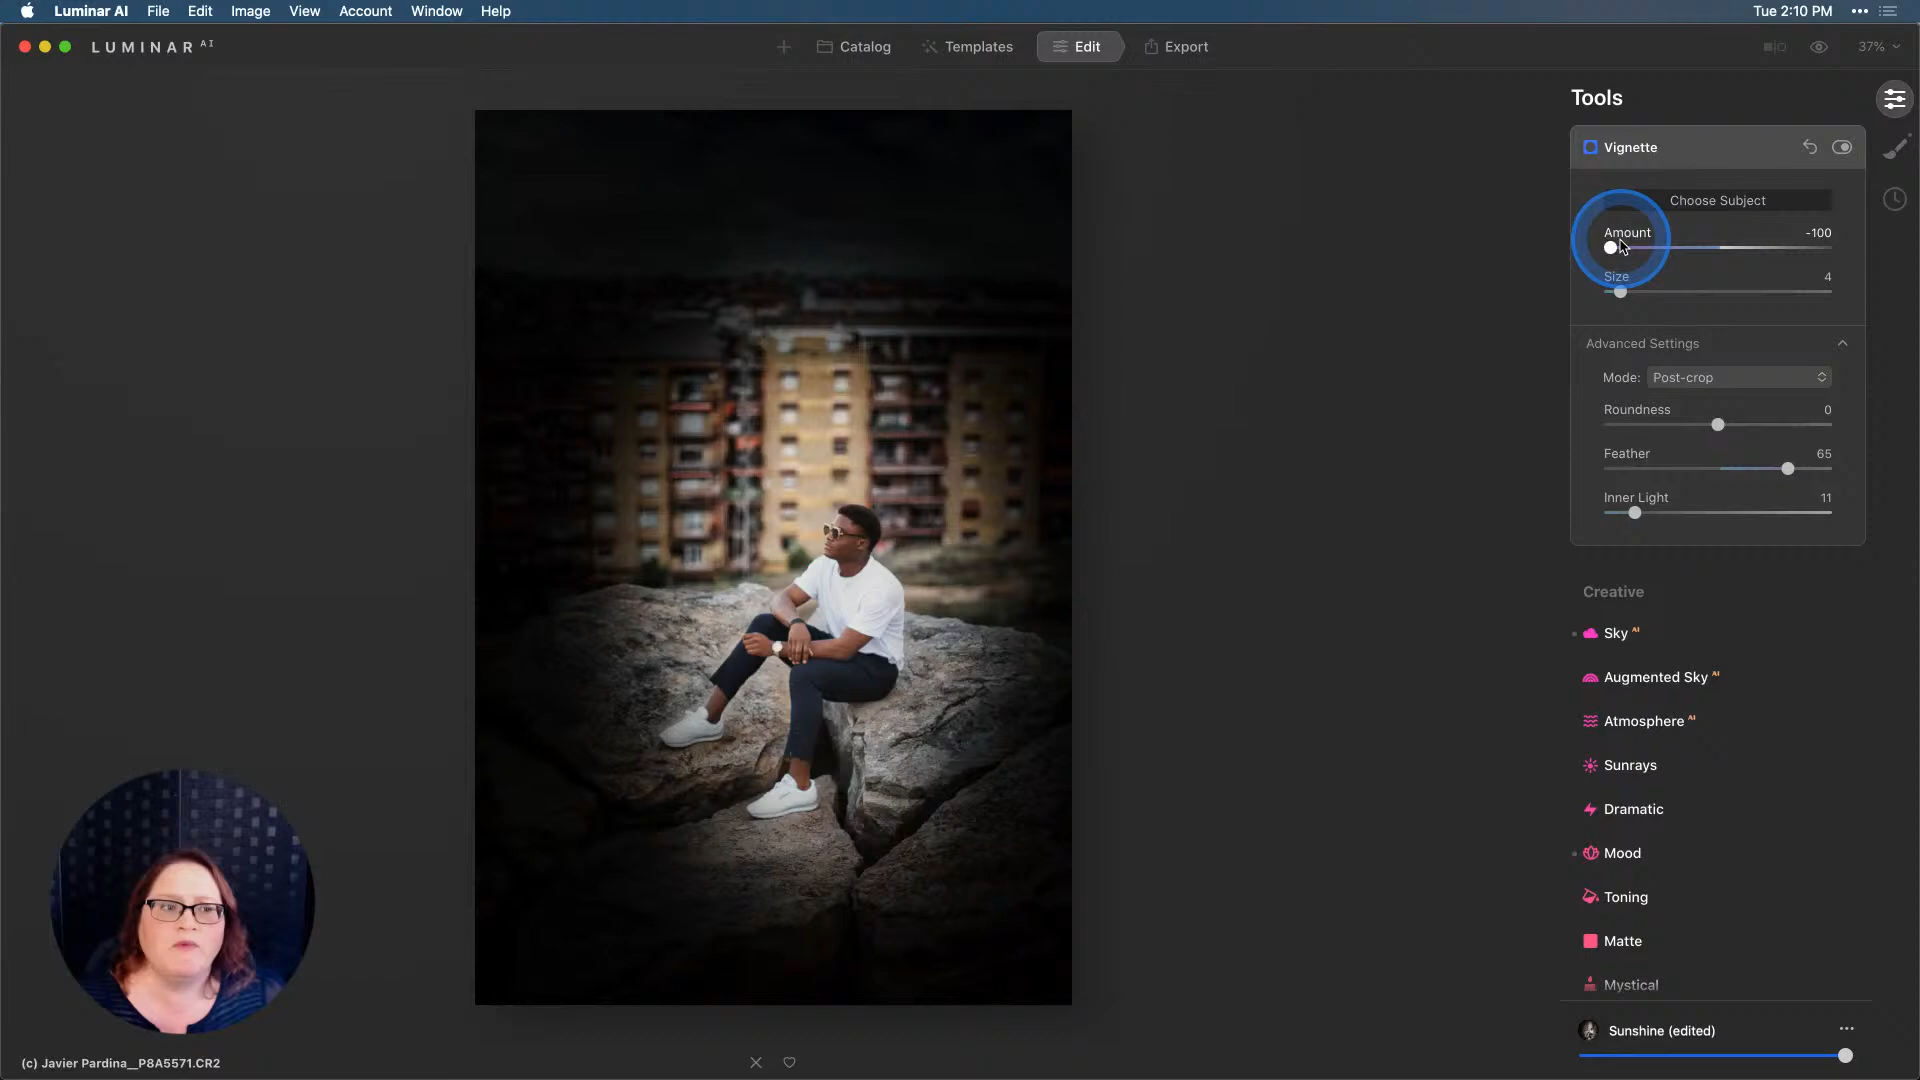 Luminar AI File Edit Image View Account Window Help Tue 2:10 PM
LUMINAR AI Catalog Templates Edit Export 37%
Tools
Vignette
Choose Subject
Amount -100
Size 4
Advanced Settings
Mode: Post-crop
Roundness 0
Feather 65
Inner Light 11
Creative
Sky AI
Augmented Sky AI
Atmosphere AI
Sunrays
Dramatic
Mood
Toning
Matte
Mystical
Sunshine (edited)
(c) Javier Pardina__P8A5571.CR2